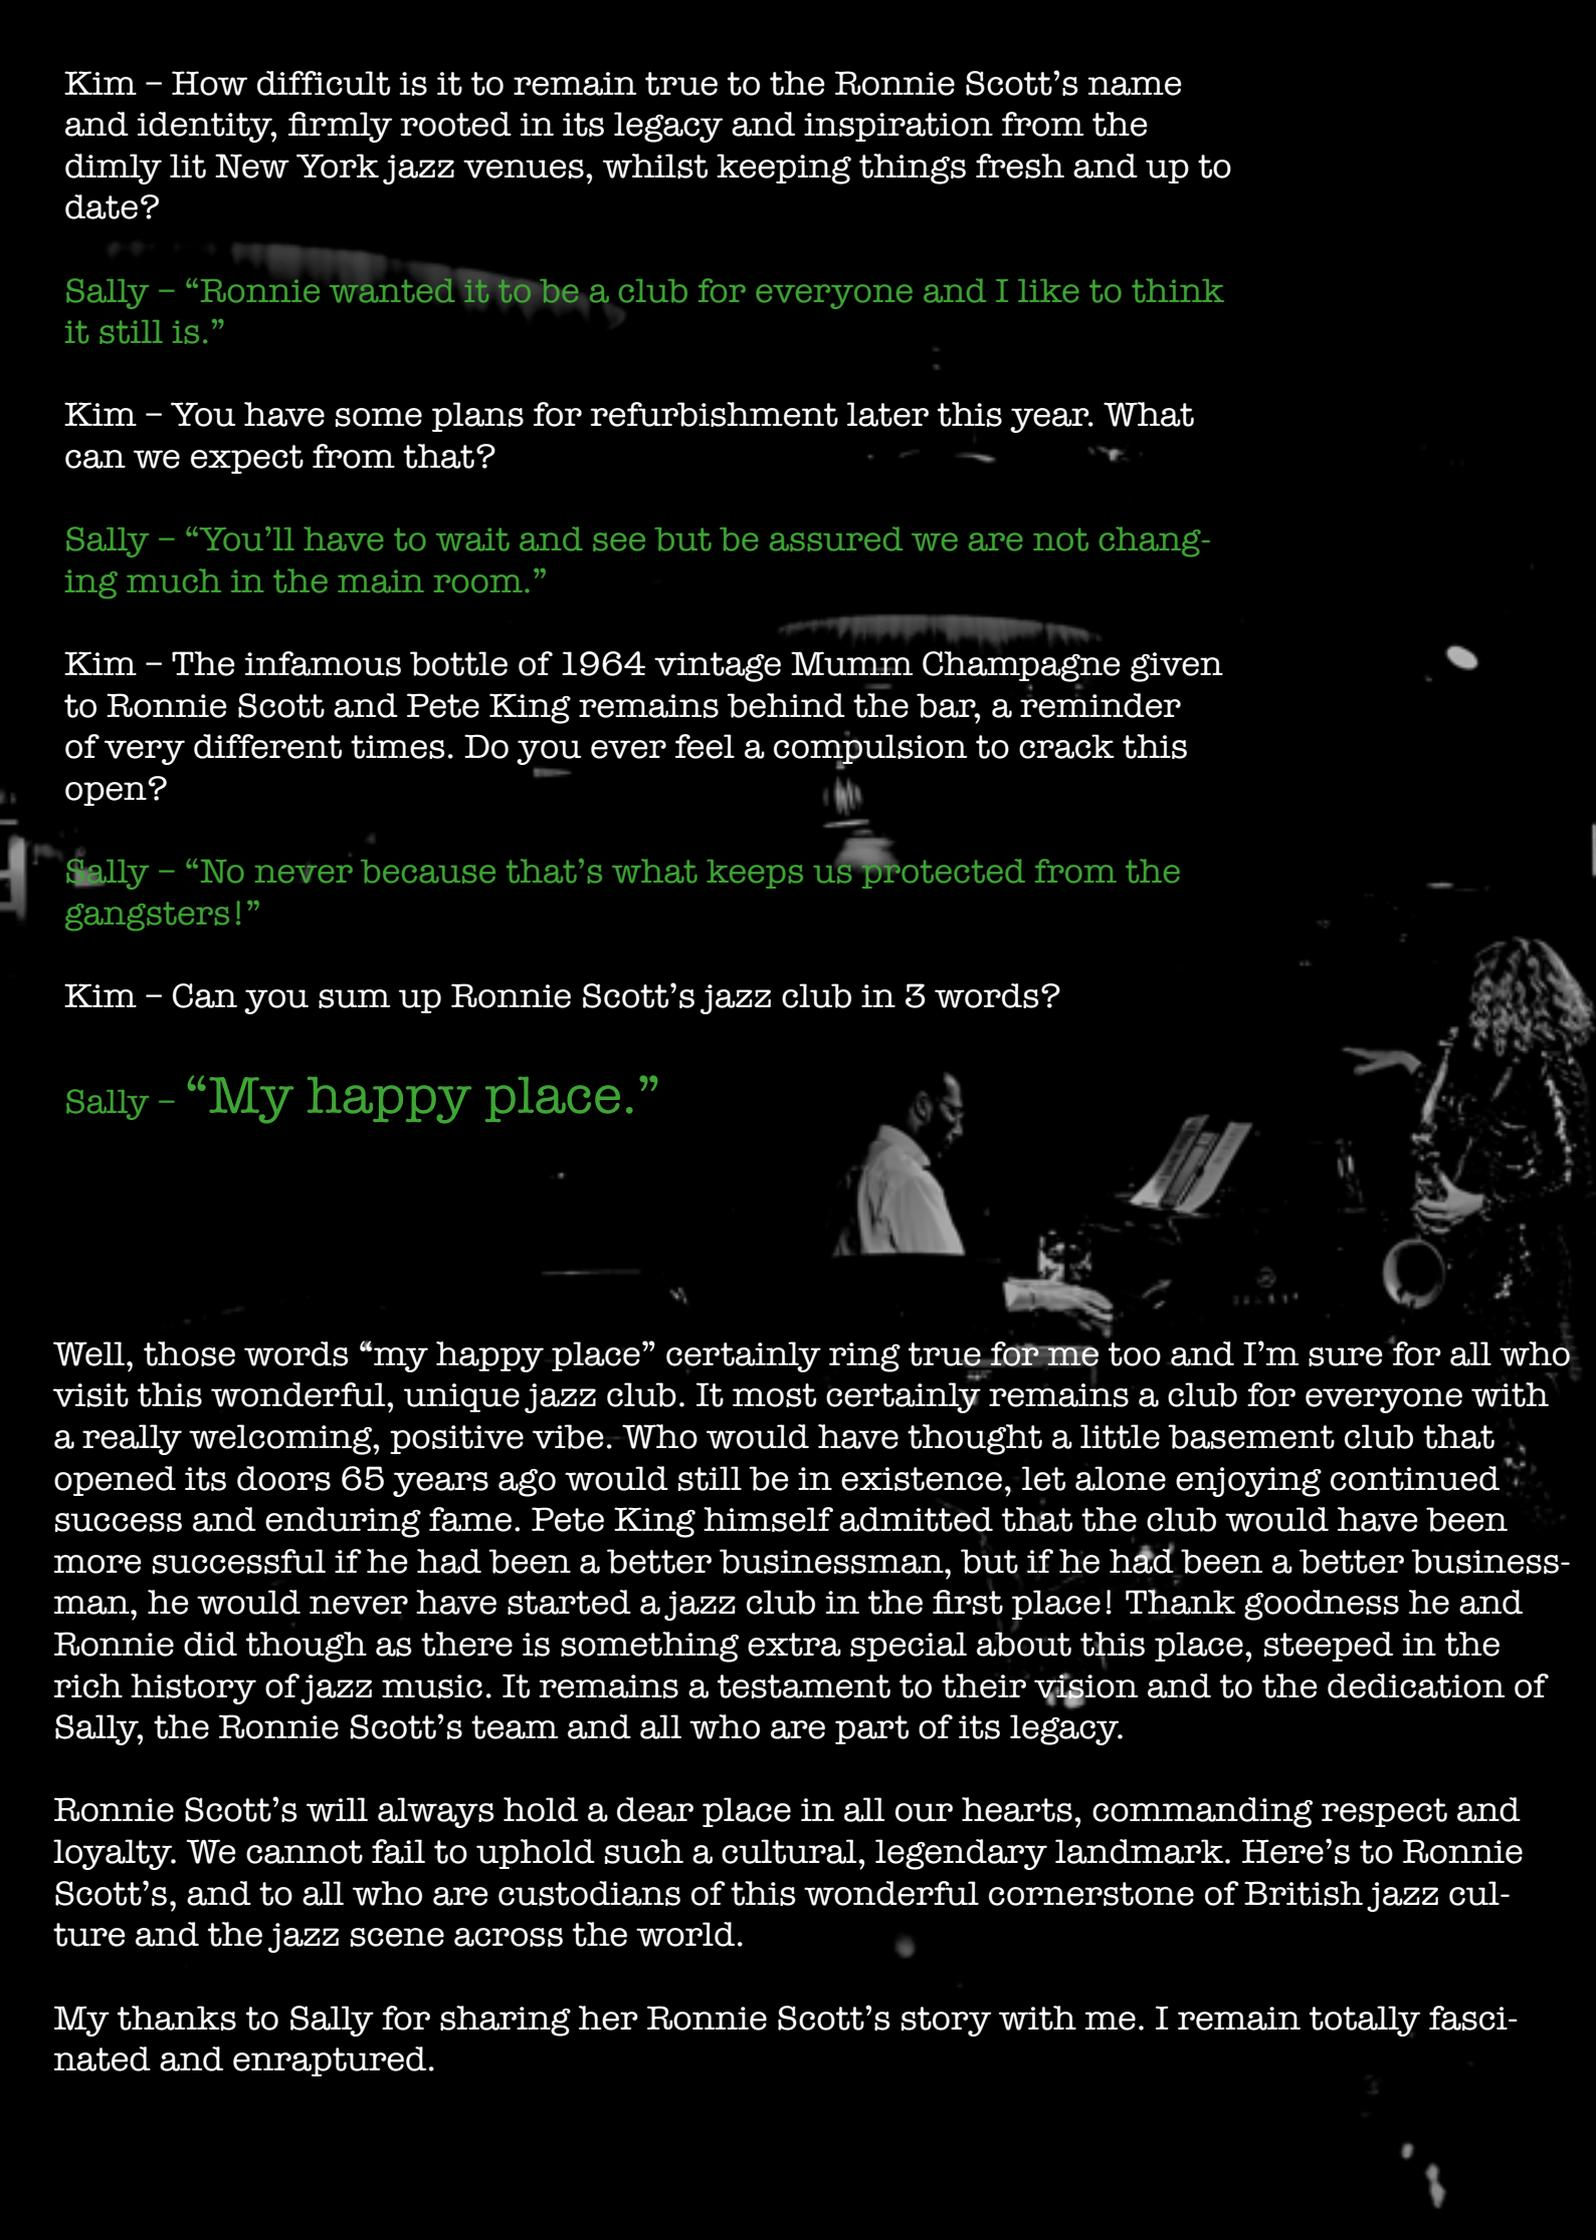 Kim – How difficult is it to remain true to the Ronnie Scott’s name
and identity, firmly rooted in its legacy and inspiration from the
dimly lit New York jazz venues, whilst keeping things fresh and up to
date?
Sally – “Ronnie wanted it to be a club for everyone and I like to think
it still is.”
Kim – You have some plans for refurbishment later this year. What
can we expect from that?
Sally – “You’ll have to wait and see but be assured we are not chang-
ing much in the main room.”
Kim – The infamous bottle of 1964 vintage Mumm Champagne given
to Ronnie Scott and Pete King remains behind the bar, a reminder
of very different times. Do you ever feel a compulsion to crack this
open?
Sally – “No never because that’s what keeps us protected from the
gangsters!”
Kim – Can you sum up Ronnie Scott’s jazz club in 3 words?
Sally – “My happy place.”
Well, those words “my happy place” certainly ring true for me too and I’m sure for all who
visit this wonderful, unique jazz club. It most certainly remains a club for everyone with
a really welcoming, positive vibe. Who would have thought a little basement club that
opened its doors 65 years ago would still be in existence, let alone enjoying continued
success and enduring fame. Pete King himself admitted that the club would have been
more successful if he had been a better businessman, but if he had been a better business-
man, he would never have started a jazz club in the first place! Thank goodness he and
Ronnie did though as there is something extra special about this place, steeped in the
rich history of jazz music. It remains a testament to their vision and to the dedication of
Sally, the Ronnie Scott’s team and all who are part of its legacy.
Ronnie Scott’s will always hold a dear place in all our hearts, commanding respect and
loyalty. We cannot fail to uphold such a cultural, legendary landmark. Here’s to Ronnie
Scott’s, and to all who are custodians of this wonderful cornerstone of British jazz cul-
ture and the jazz scene across the world.
My thanks to Sally for sharing her Ronnie Scott’s story with me. I remain totally fasci-
nated and enraptured.